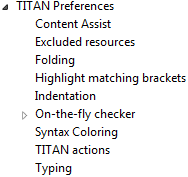 TITAN Preferences
Content Assist
Excluded resources
Folding
Highlight matching brackets
Indentation
On-the-fly checker
Syntax Coloring
TITAN actions
Typing